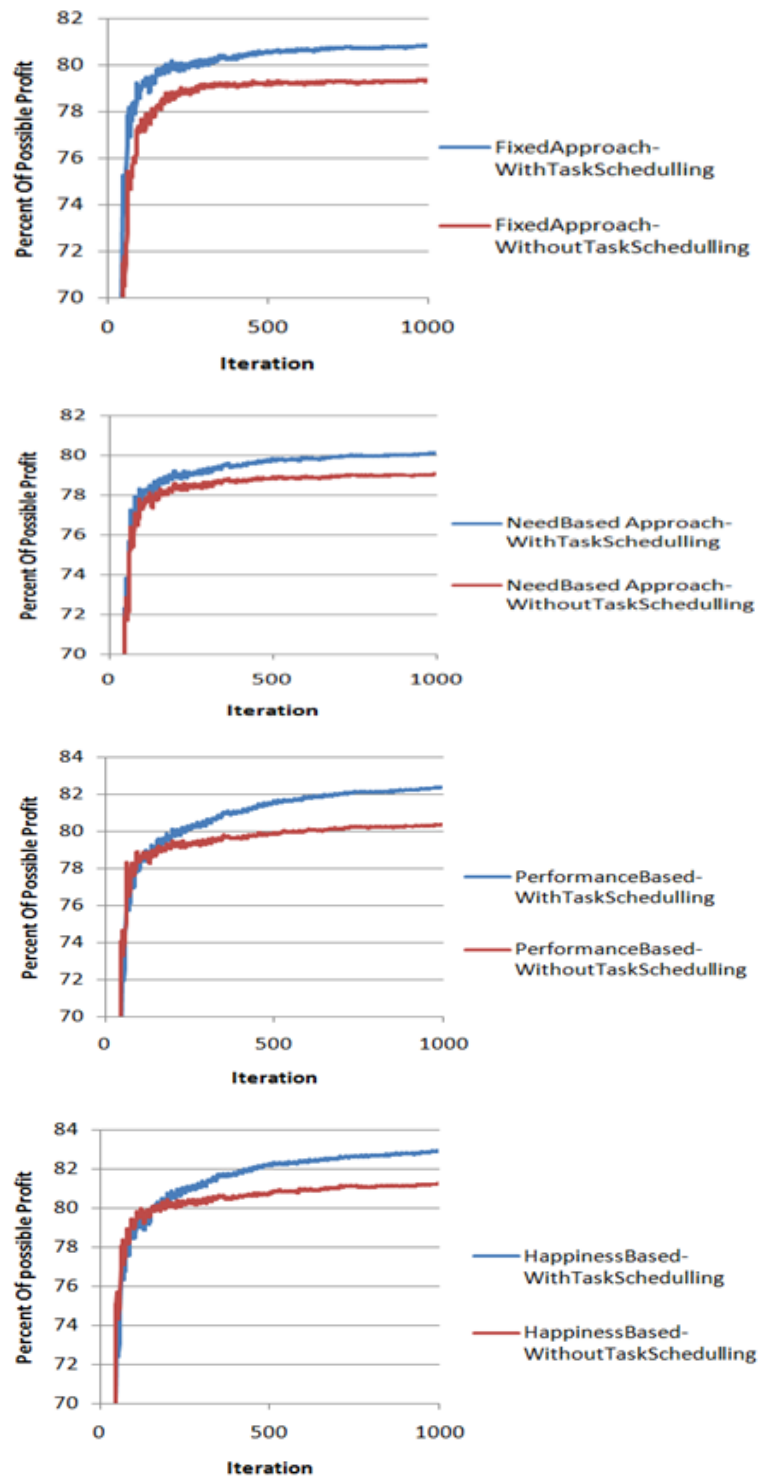 82
80
78
76
74
72
70
Percent Of Possible Profit
0
500
1000
Iteration
FixedApproach-
WithTaskSchedulling
FixedApproach-
WithoutTaskSchedulling
82
80
78
76
74
72
70
Percent Of Possible Profit
0
500
1000
Iteration
NeedBased Approach-
WithTaskSchedulling
NeedBased Approach-
WithoutTaskSchedulling
84
82
80
78
76
74
72
70
Percent Of Possible Profit
0
500
1000
Iteration
PerformanceBased-
WithTaskSchedulling
PerformanceBased-
WithoutTaskSchedulling
84
82
80
78
76
74
72
70
Percent Of possible Profit
0
500
1000
Iteration
HappinessBased-
WithTaskSchedulling
HappinessBased-
WithoutTaskSchedulling